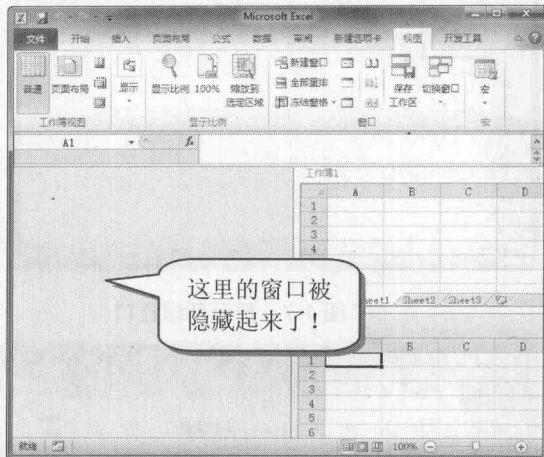 Microsoft Excel
文件 开始 插入 页面布局 公式 数据 审阅 新建选项卡 视图 开发工具
普通 页面布局 显示 显示比例 100% 缩放到选定区域 新建窗口 全部重排 冻结窗格 保存工作区 切换窗口 宏
工作簿视图 显示比例 窗口 宏
A1 fx
工作簿1
A B C D
1
2
3
4
这里的窗口被
隐藏起来了！
Sheet2 Sheet3
B C D
1
2
3
4
5
6
就绪 100%